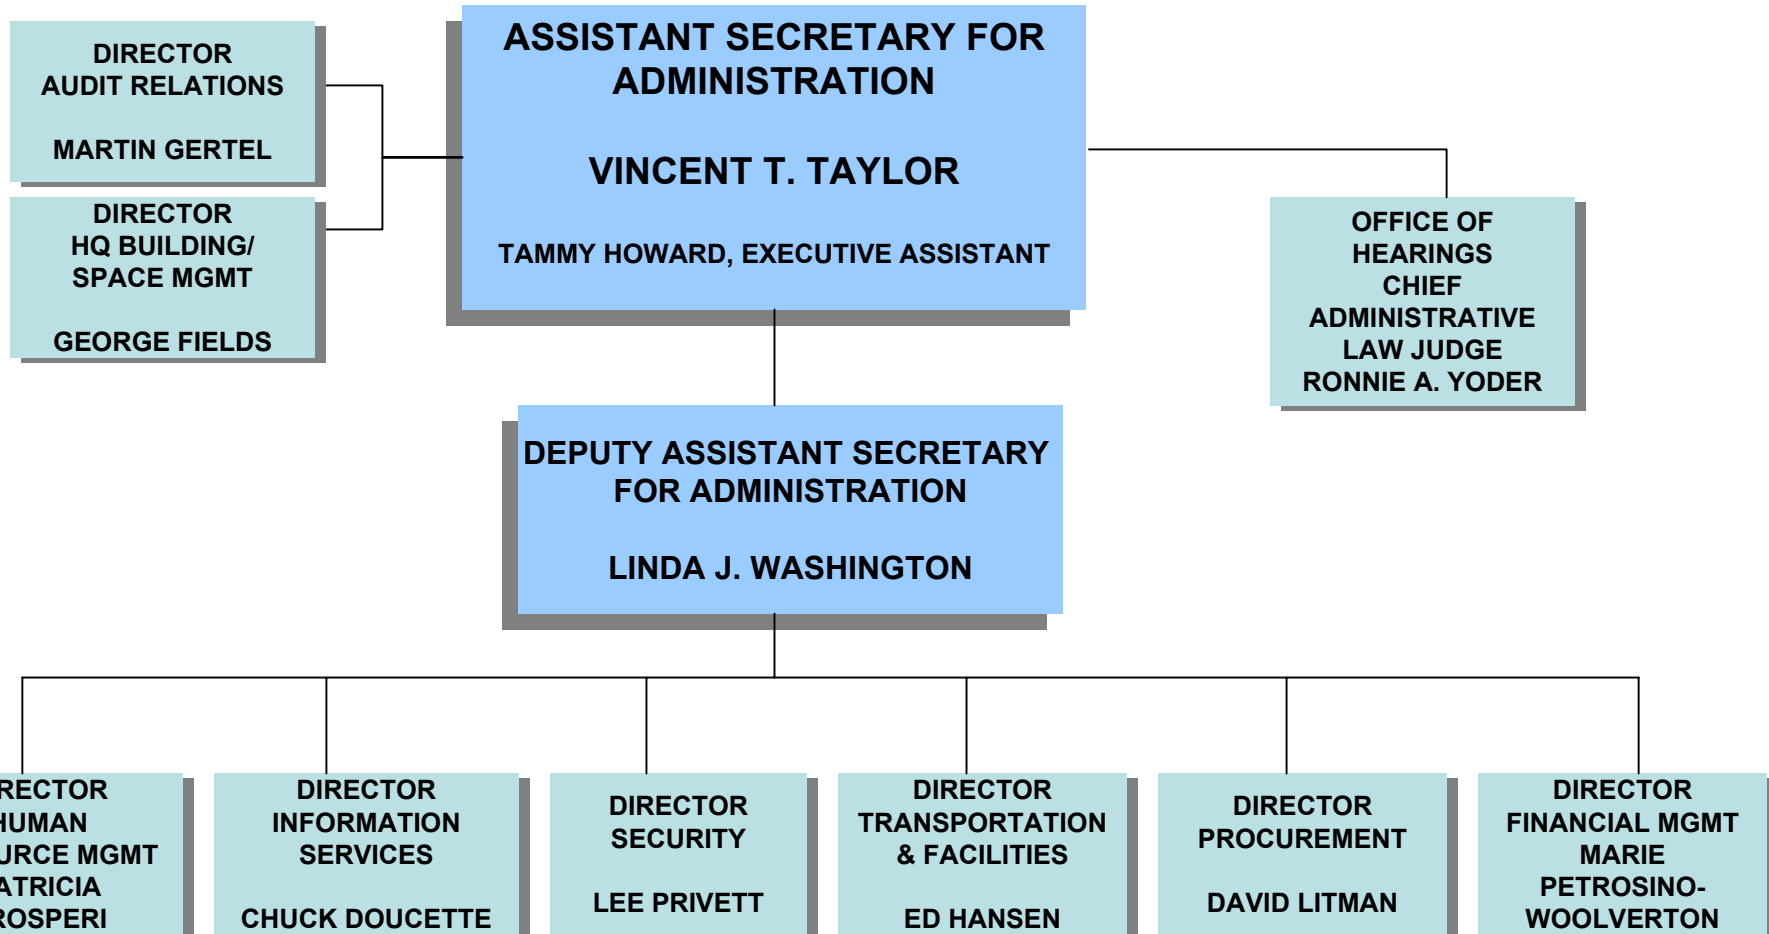 DIRECTOR
AUDIT RELATIONS
MARTIN GERTEL
DIRECTOR
HQ BUILDING/
SPACE MGMT
GEORGE FIELDS
ASSISTANT SECRETARY FOR
ADMINISTRATION
VINCENT T. TAYLOR
TAMMY HOWARD, EXECUTIVE ASSISTANT
OFFICE OF
HEARINGS
CHIEF
ADMINISTRATIVE
LAW JUDGE
RONNIE A. YODER
DEPUTY ASSISTANT SECRETARY
FOR ADMINISTRATION
LINDA J. WASHINGTON
RECTOR
HUMAN
URCE MGMT
ATRICIA
ROSPERI
DIRECTOR
INFORMATION
SERVICES
CHUCK DOUCETTE
DIRECTOR
SECURITY
LEE PRIVETT
DIRECTOR
TRANSPORTATION
& FACILITIES
ED HANSEN
DIRECTOR
PROCUREMENT
DAVID LITMAN
DIRECTOR
FINANCIAL MGMT
MARIE
PETROSINO-
WOOLVERTON